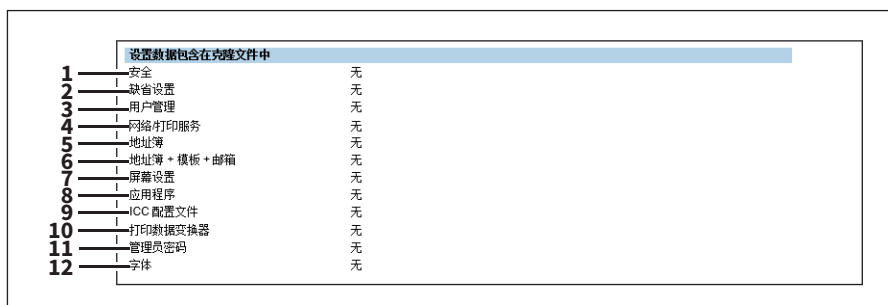 设置数据包含在克隆文件中
1 安全 无
2 缺省设置 无
3 用户管理 无
4 网络/打印服务 无
5 地址簿 无
6 地址簿 + 模板 + 邮箱 无
7 屏幕设置 无
8 应用程序 无
9 ICC 配置文件 无
10 打印数据变换器 无
11 管理员密码 无
12 字体 无